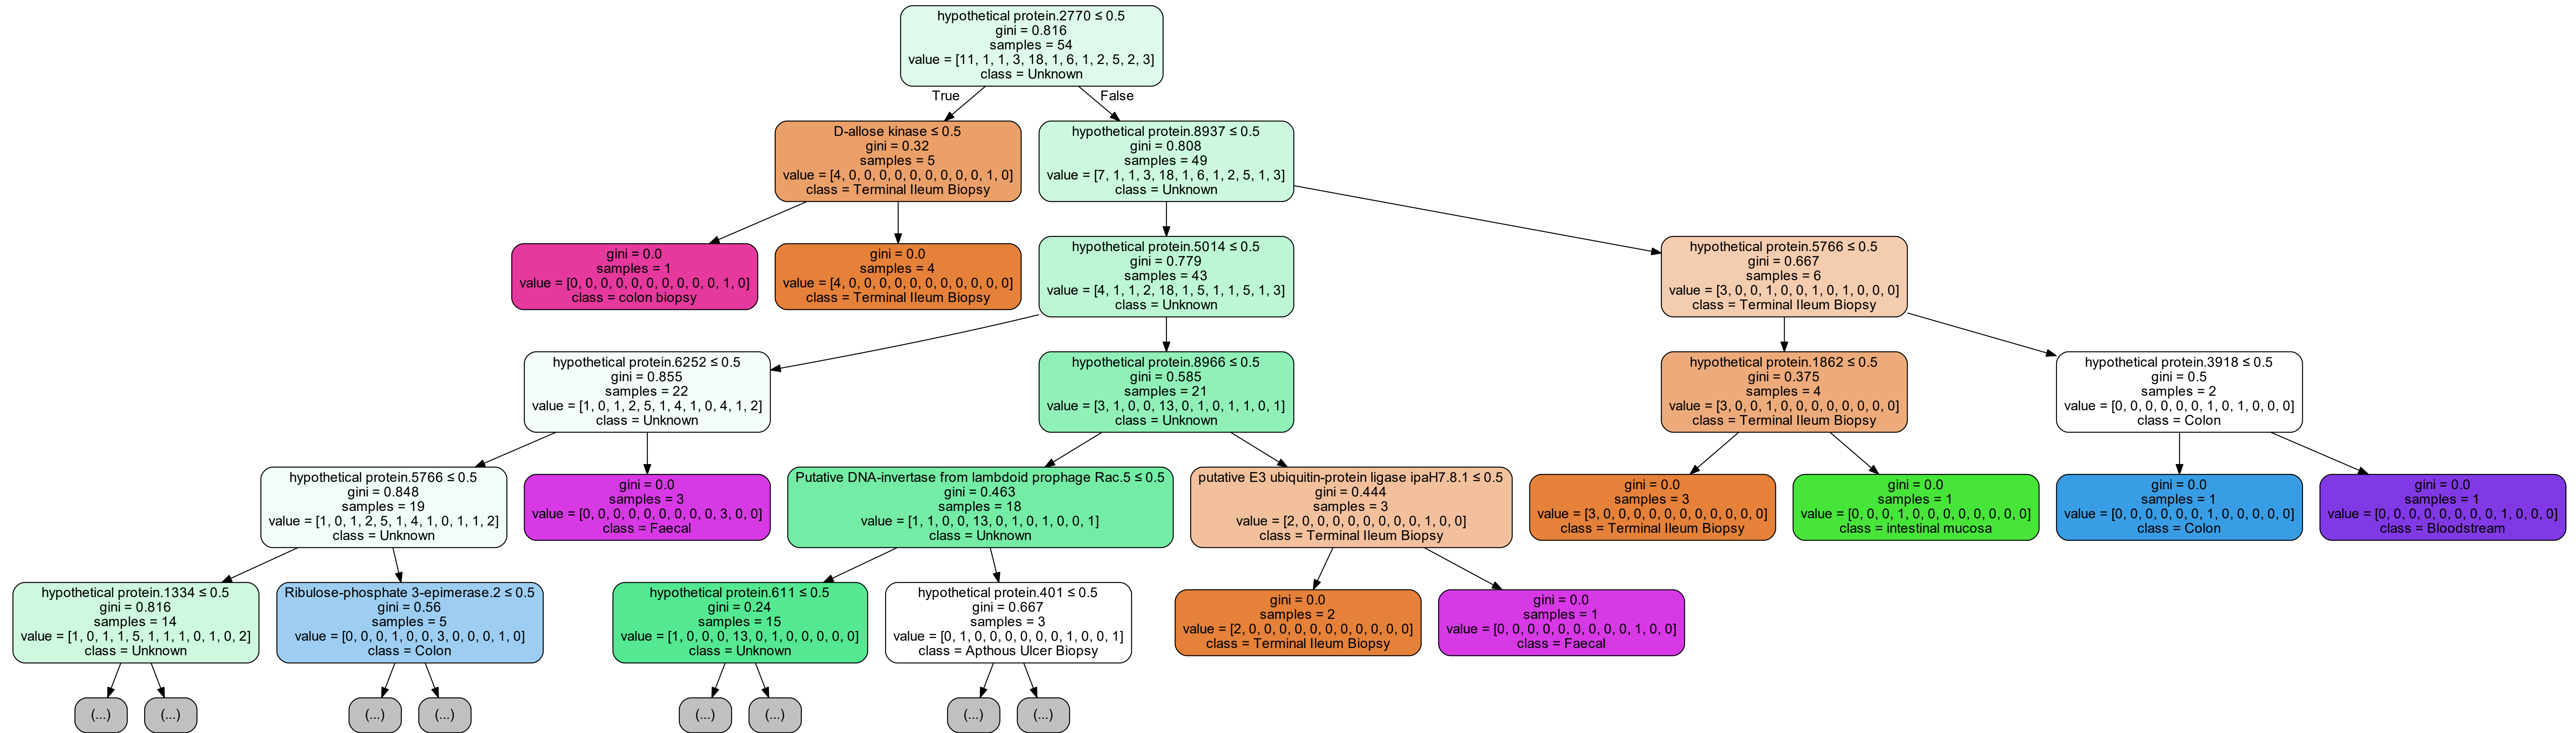 hypothetical protein.2770 ≤ 0.5
gini = 0.816
samples = 54
value = [11, 1, 1, 3, 18, 1, 6, 1, 2, 5, 2, 3]
class = Unknown
True
False
D-allose kinase ≤ 0.5
gini = 0.32
samples = 5
value = [4, 0, 0, 0, 0, 0, 0, 0, 0, 0, 1, 0]
class = Terminal Ileum Biopsy
hypothetical protein.8937 ≤ 0.5
gini = 0.808
samples = 49
value = [7, 1, 1, 3, 18, 1, 6, 1, 2, 5, 1, 3]
class = Unknown
gini = 0.0
samples = 1
value = [0, 0, 0, 0, 0, 0, 0, 0, 0, 0, 1, 0]
class = colon biopsy
gini = 0.0
samples = 4
value = [4, 0, 0, 0, 0, 0, 0, 0, 0, 0, 0, 0]
class = Terminal Ileum Biopsy
hypothetical protein.5014 ≤ 0.5
gini = 0.779
samples = 43
value = [4, 1, 1, 2, 18, 1, 5, 1, 1, 5, 1, 3]
class = Unknown
hypothetical protein.5766 ≤ 0.5
gini = 0.667
samples = 6
value = [3, 0, 0, 1, 0, 0, 1, 0, 1, 0, 0, 0]
class = Terminal Ileum Biopsy
hypothetical protein.6252 ≤ 0.5
gini = 0.855
samples = 22
value = [1, 0, 1, 2, 5, 1, 4, 1, 0, 4, 1, 2]
class = Unknown
hypothetical protein.8966 ≤ 0.5
gini = 0.585
samples = 21
value = [3, 1, 0, 0, 13, 0, 1, 0, 1, 1, 0, 1]
class = Unknown
hypothetical protein.1862 ≤ 0.5
gini = 0.375
samples = 4
value = [3, 0, 0, 1, 0, 0, 0, 0, 0, 0, 0, 0]
class = Terminal Ileum Biopsy
hypothetical protein.3918 ≤ 0.5
gini = 0.5
samples = 2
value = [0, 0, 0, 0, 0, 0, 1, 0, 1, 0, 0, 0]
class = Colon
hypothetical protein.5766 ≤ 0.5
gini = 0.848
samples = 19
value = [1, 0, 1, 2, 5, 1, 4, 1, 0, 1, 1, 2]
class = Unknown
gini = 0.0
samples = 3
value = [0, 0, 0, 0, 0, 0, 0, 0, 0, 3, 0, 0]
class = Faecal
Putative DNA-invertase from lambdoid prophage Rac.5 ≤ 0.5
gini = 0.463
samples = 18
value = [1, 1, 0, 0, 13, 0, 1, 0, 1, 0, 0, 1]
class = Unknown
putative E3 ubiquitin-protein ligase ipaH7.8.1 ≤ 0.5
gini = 0.444
samples = 3
value = [2, 0, 0, 0, 0, 0, 0, 0, 0, 1, 0, 0]
class = Terminal Ileum Biopsy
gini = 0.0
samples = 3
value = [3, 0, 0, 0, 0, 0, 0, 0, 0, 0, 0, 0]
class = Terminal Ileum Biopsy
gini = 0.0
samples = 1
value = [0, 0, 0, 1, 0, 0, 0, 0, 0, 0, 0, 0]
class = intestinal mucosa
gini = 0.0
samples = 1
value = [0, 0, 0, 0, 0, 0, 1, 0, 0, 0, 0, 0]
class = Colon
gini = 0.0
samples = 1
value = [0, 0, 0, 0, 0, 0, 0, 0, 1, 0, 0, 0]
class = Bloodstream
hypothetical protein.1334 ≤ 0.5
gini = 0.816
samples = 14
value = [1, 0, 1, 1, 5, 1, 1, 1, 0, 1, 0, 2]
class = Unknown
Ribulose-phosphate 3-epimerase.2 ≤ 0.5
gini = 0.56
samples = 5
value = [0, 0, 0, 1, 0, 0, 3, 0, 0, 0, 1, 0]
class = Colon
hypothetical protein.611 ≤ 0.5
gini = 0.24
samples = 15
value = [1, 0, 0, 0, 13, 0, 1, 0, 0, 0, 0, 0]
class = Unknown
hypothetical protein.401 ≤ 0.5
gini = 0.667
samples = 3
value = [0, 1, 0, 0, 0, 0, 0, 0, 1, 0, 0, 1]
class = Apthous Ulcer Biopsy
gini = 0.0
samples = 2
value = [2, 0, 0, 0, 0, 0, 0, 0, 0, 0, 0, 0]
class = Terminal Ileum Biopsy
gini = 0.0
samples = 1
value = [0, 0, 0, 0, 0, 0, 0, 0, 0, 1, 0, 0]
class = Faecal
(...)
(...)
(...)
(...)
(...)
(...)
(...)
(...)